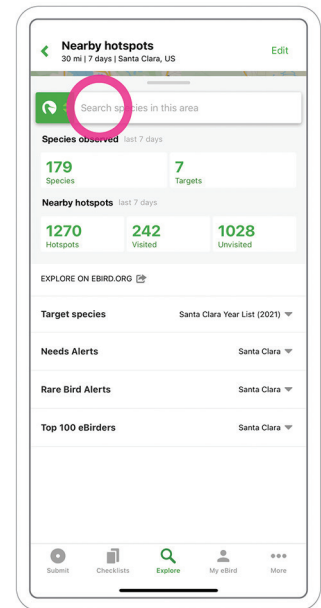 Nearby hotspots
30 mi | 7 days | Santa Clara, US
Edit
Search species in this area
Species observed last 7 days
179
Species
7
Targets
Nearby hotspots last 7 days
1270
Hotspots
242
Visited
1028
Unvisited
EXPLORE ON EBIRD.ORG
Target species Santa Clara Year List (2021)
Needs Alerts Santa Clara
Rare Bird Alerts Santa Clara
Top 100 eBirders Santa Clara
Submit Checklists Explore My eBird More